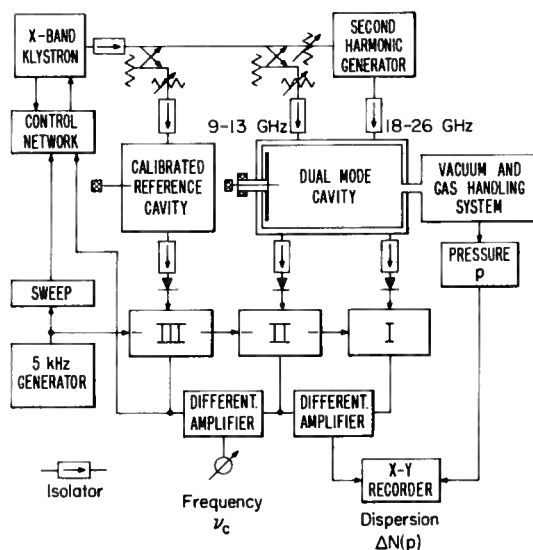 X-BAND
KLYSTRON
SECOND
HARMONIC
GENERATOR
CONTROL
NETWORK
9-13 GHz
18-26 GHz
CALIBRATED
REFERENCE
CAVITY
DUAL MODE
CAVITY
VACUUM AND
GAS HANDLING
SYSTEM
PRESSURE
p
SWEEP
5 kHz
GENERATOR
III
II
I
DIFFERENT.
AMPLIFIER
DIFFERENT.
AMPLIFIER
Isolator
Frequency
νc
X-Y
RECORDER
Dispersion
ΔN(p)